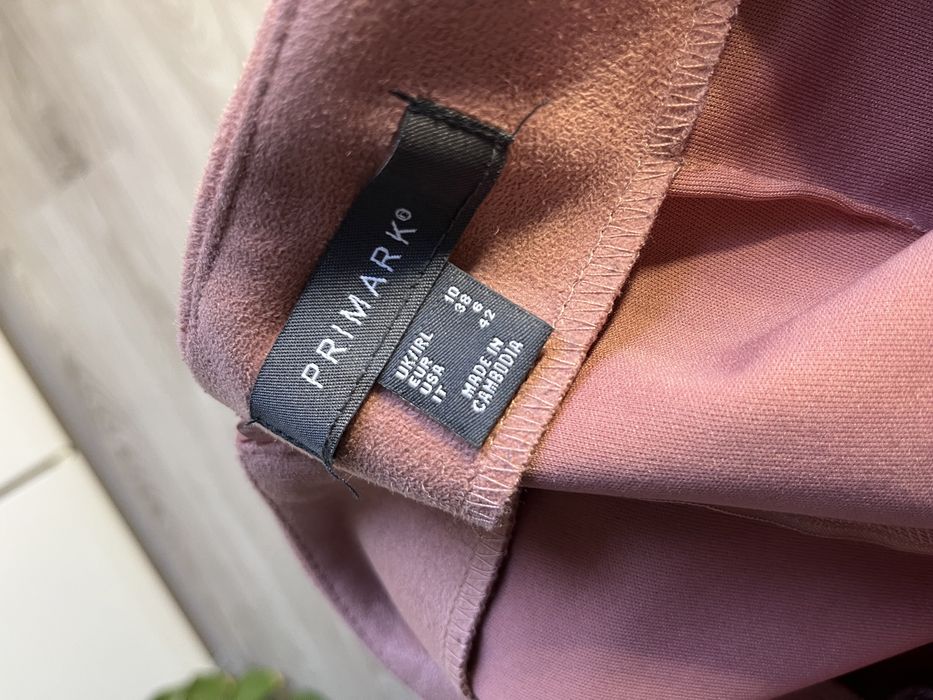 PRIMARK©
UK/IRL 10
EUR 38
USA 6
IT 42
MADE IN
CAMBODIA